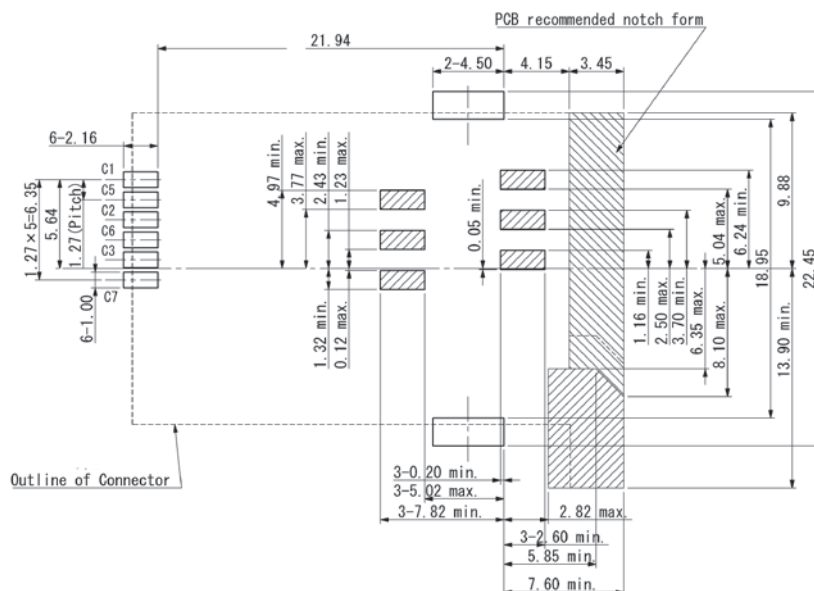 PCB recommended notch form
21.94
2-4.50
4.15
3.45
6-2.16
C1
C5
C2
C6
C3
C7
1.27×5=6.35
5.64
1.27(Pitch)
6-1.00
4.97 min.
3.77 max.
2.43 min.
1.23 max.
1.32 min.
0.12 max.
0.05 min.
1.16 min.
2.50 max.
3.70 min.
6.35 max.
8.10 max.
5.04 max.
6.24 min.
18.95
9.88
13.90 min.
22.45
Outline of Connector
3-0.20 min.
3-5.02 max.
3-7.82 min.
2.82 max.
3-2.60 min.
5.85 min.
7.60 min.